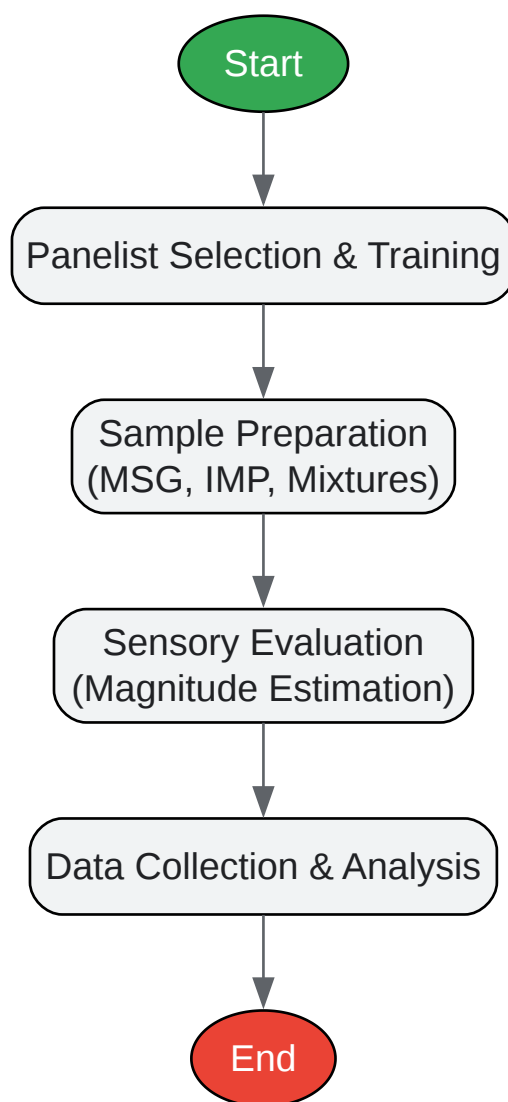 Start
Panelist Selection & Training
Sample Preparation
(MSG, IMP, Mixtures)
Sensory Evaluation
(Magnitude Estimation)
Data Collection & Analysis
End